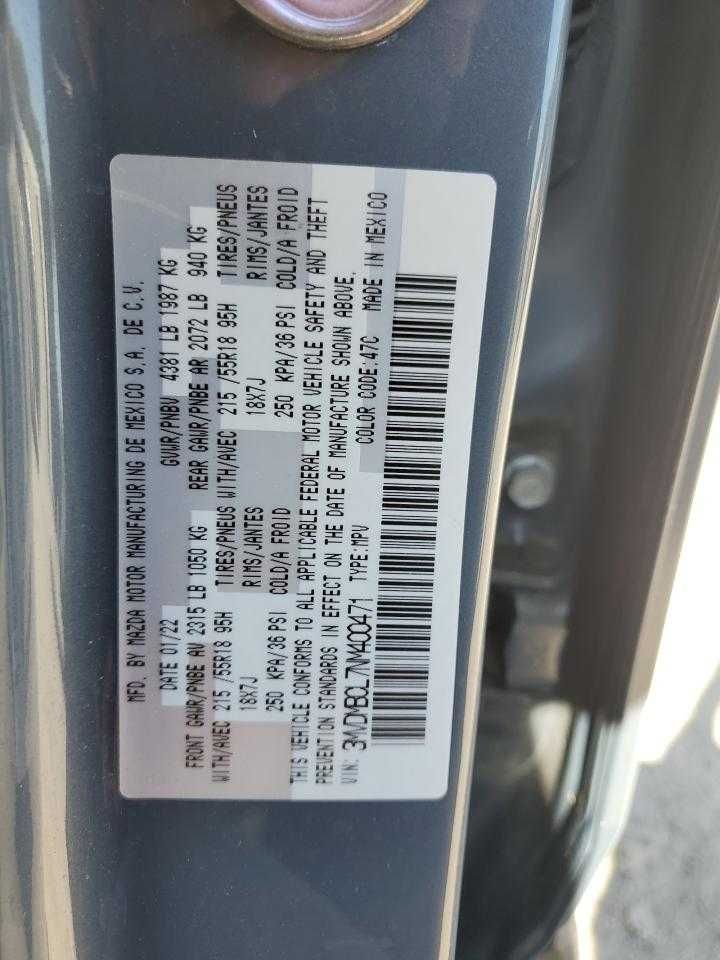 MFD. BY MAZDA MOTOR MANUFACTURING DE MEXICO S.A. DE C.V.
DATE 01/22 GVWR/PNBV 4381 LB 1987 KG
FRONT GAWR/PNBE AV 2315 LB 1050 KG REAR GAWR/PNBE AR 2072 LB 940 KG
WITH/AVEC 215 /55R18 95H TIRES/PNEUS WITH/AVEC 215 /55R18 95H TIRES/PNEUS
18X7J RIMS/JANTES 18X7J RIMS/JANTES
250 KPA/36 PSI COLD/A FROID 250 KPA/36 PSI COLD/A FROID
THIS VEHICLE CONFORMS TO ALL APPLICABLE FEDERAL MOTOR VEHICLE SAFETY AND THEFT
PREVENTION STANDARDS IN EFFECT ON THE DATE OF MANUFACTURE SHOWN ABOVE.
VIN: 3MVDMBCL7NM400471 TYPE:MPV COLOR CODE:47C MADE IN MEXICO